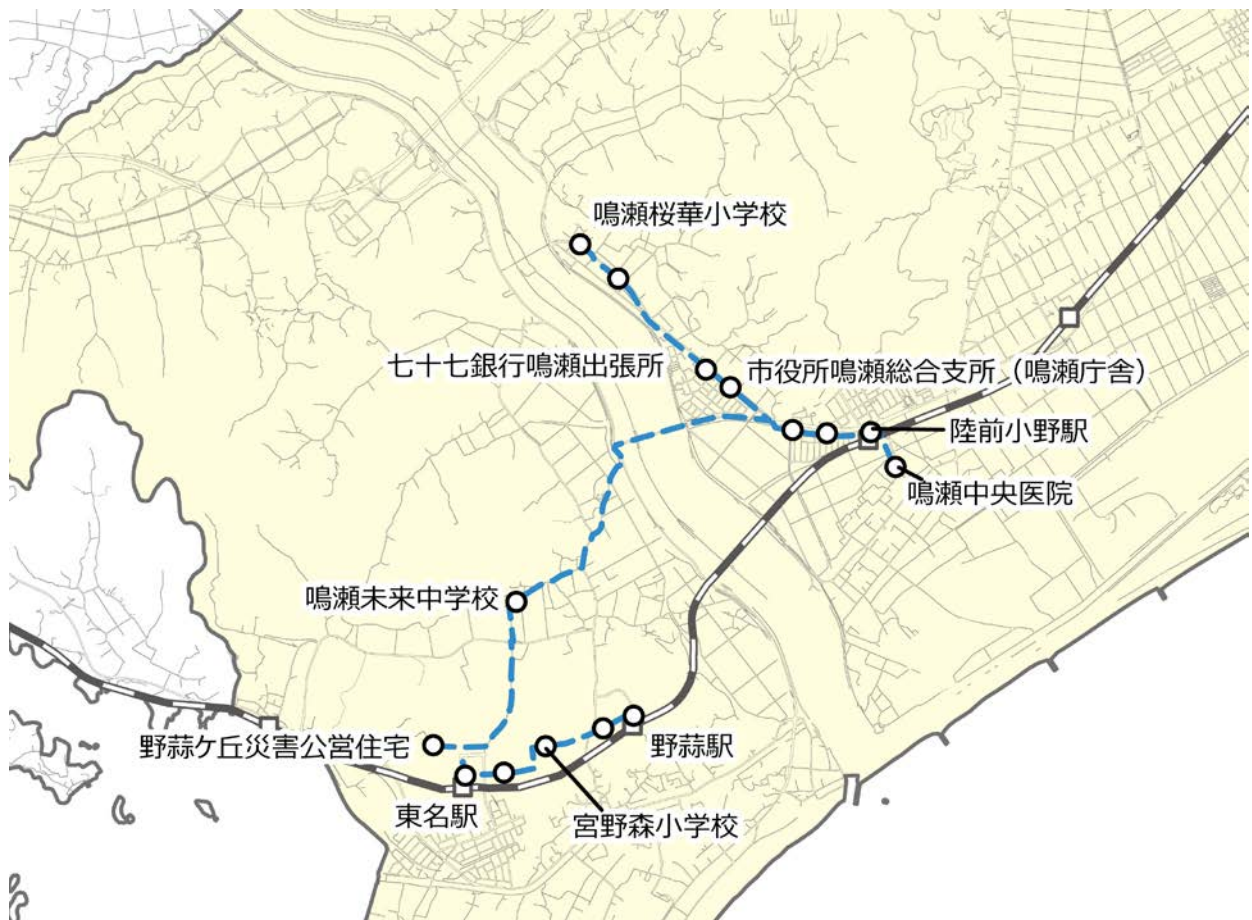 鳴瀬桜華小学校
七十七銀行鳴瀬出張所
市役所鳴瀬総合支所（鳴瀬庁舎）
陸前小野駅
鳴瀬中央医院
鳴瀬未来中学校
野蒜ケ丘災害公営住宅
野蒜駅
東名駅
宮野森小学校